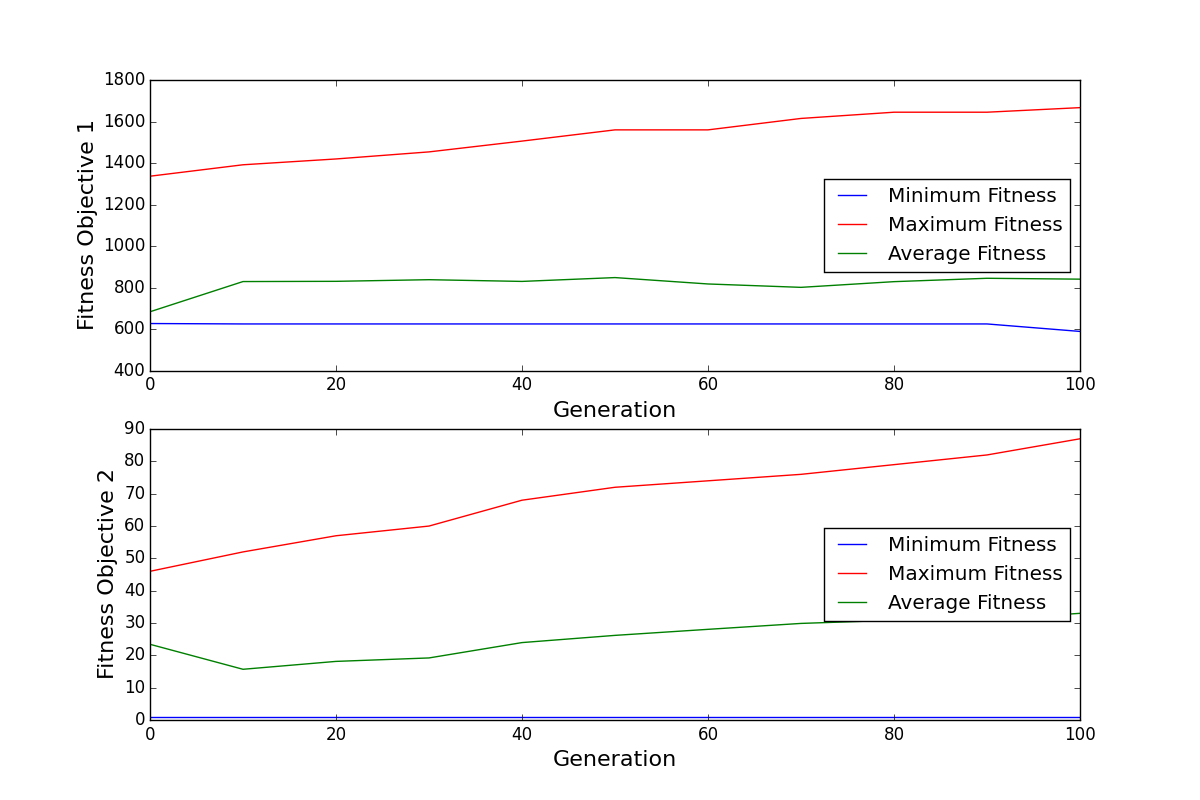 1800
1600
1400
1200
1000
800
600
400
Fitness Objective 1
Minimum Fitness
Maximum Fitness
Average Fitness
0 20 40 60 80 100
Generation
90
80
70
60
50
40
30
20
10
0
Fitness Objective 2
Minimum Fitness
Maximum Fitness
Average Fitness
0 20 40 60 80 100
Generation